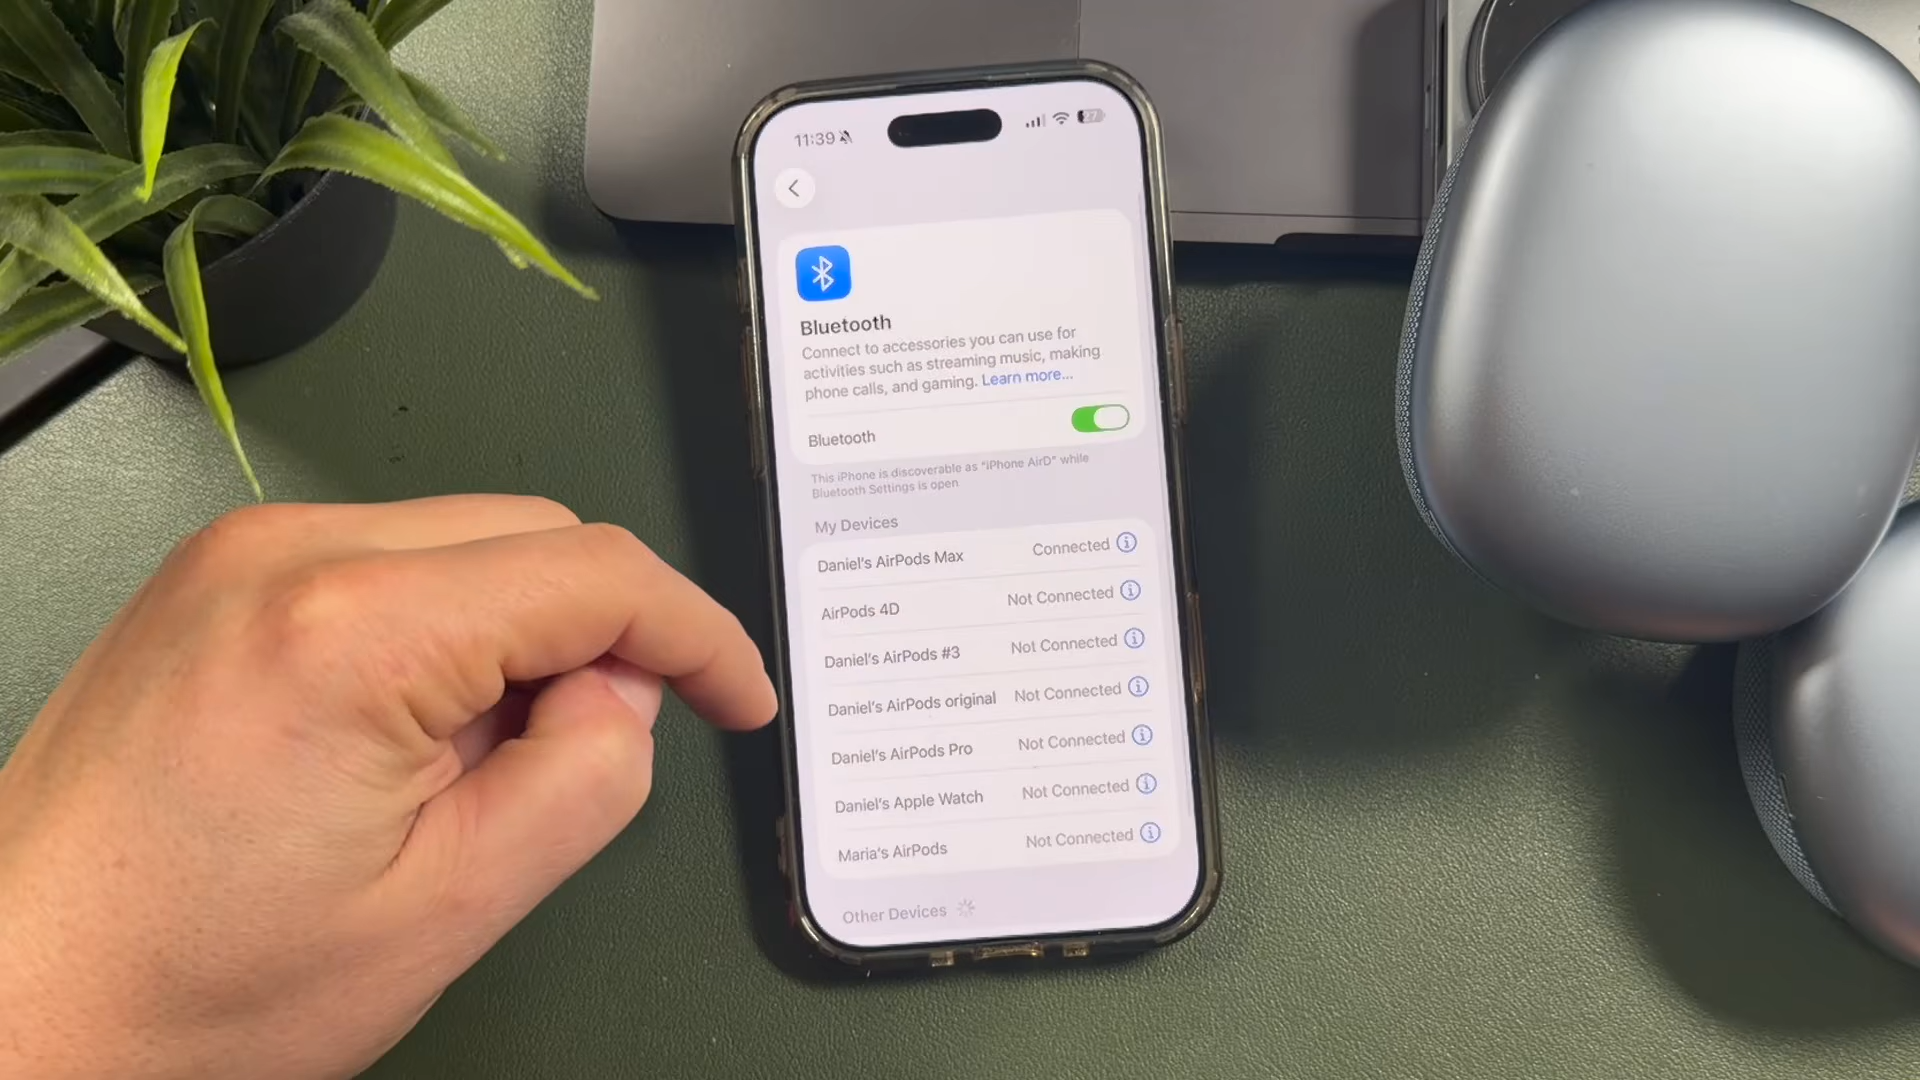 11:39
27
Bluetooth
Connect to accessories you can use for
activities such as streaming music, making
phone calls, and gaming. Learn more...
Bluetooth
This iPhone is discoverable as "iPhone AirD" while
Bluetooth Settings is open.
My Devices
Daniel's AirPods Max Connected
AirPods 4D Not Connected
Daniel's AirPods #3 Not Connected
Daniel's AirPods original Not Connected
Daniel's AirPods Pro Not Connected
Daniel's Apple Watch Not Connected
Maria's AirPods Not Connected
Other Devices